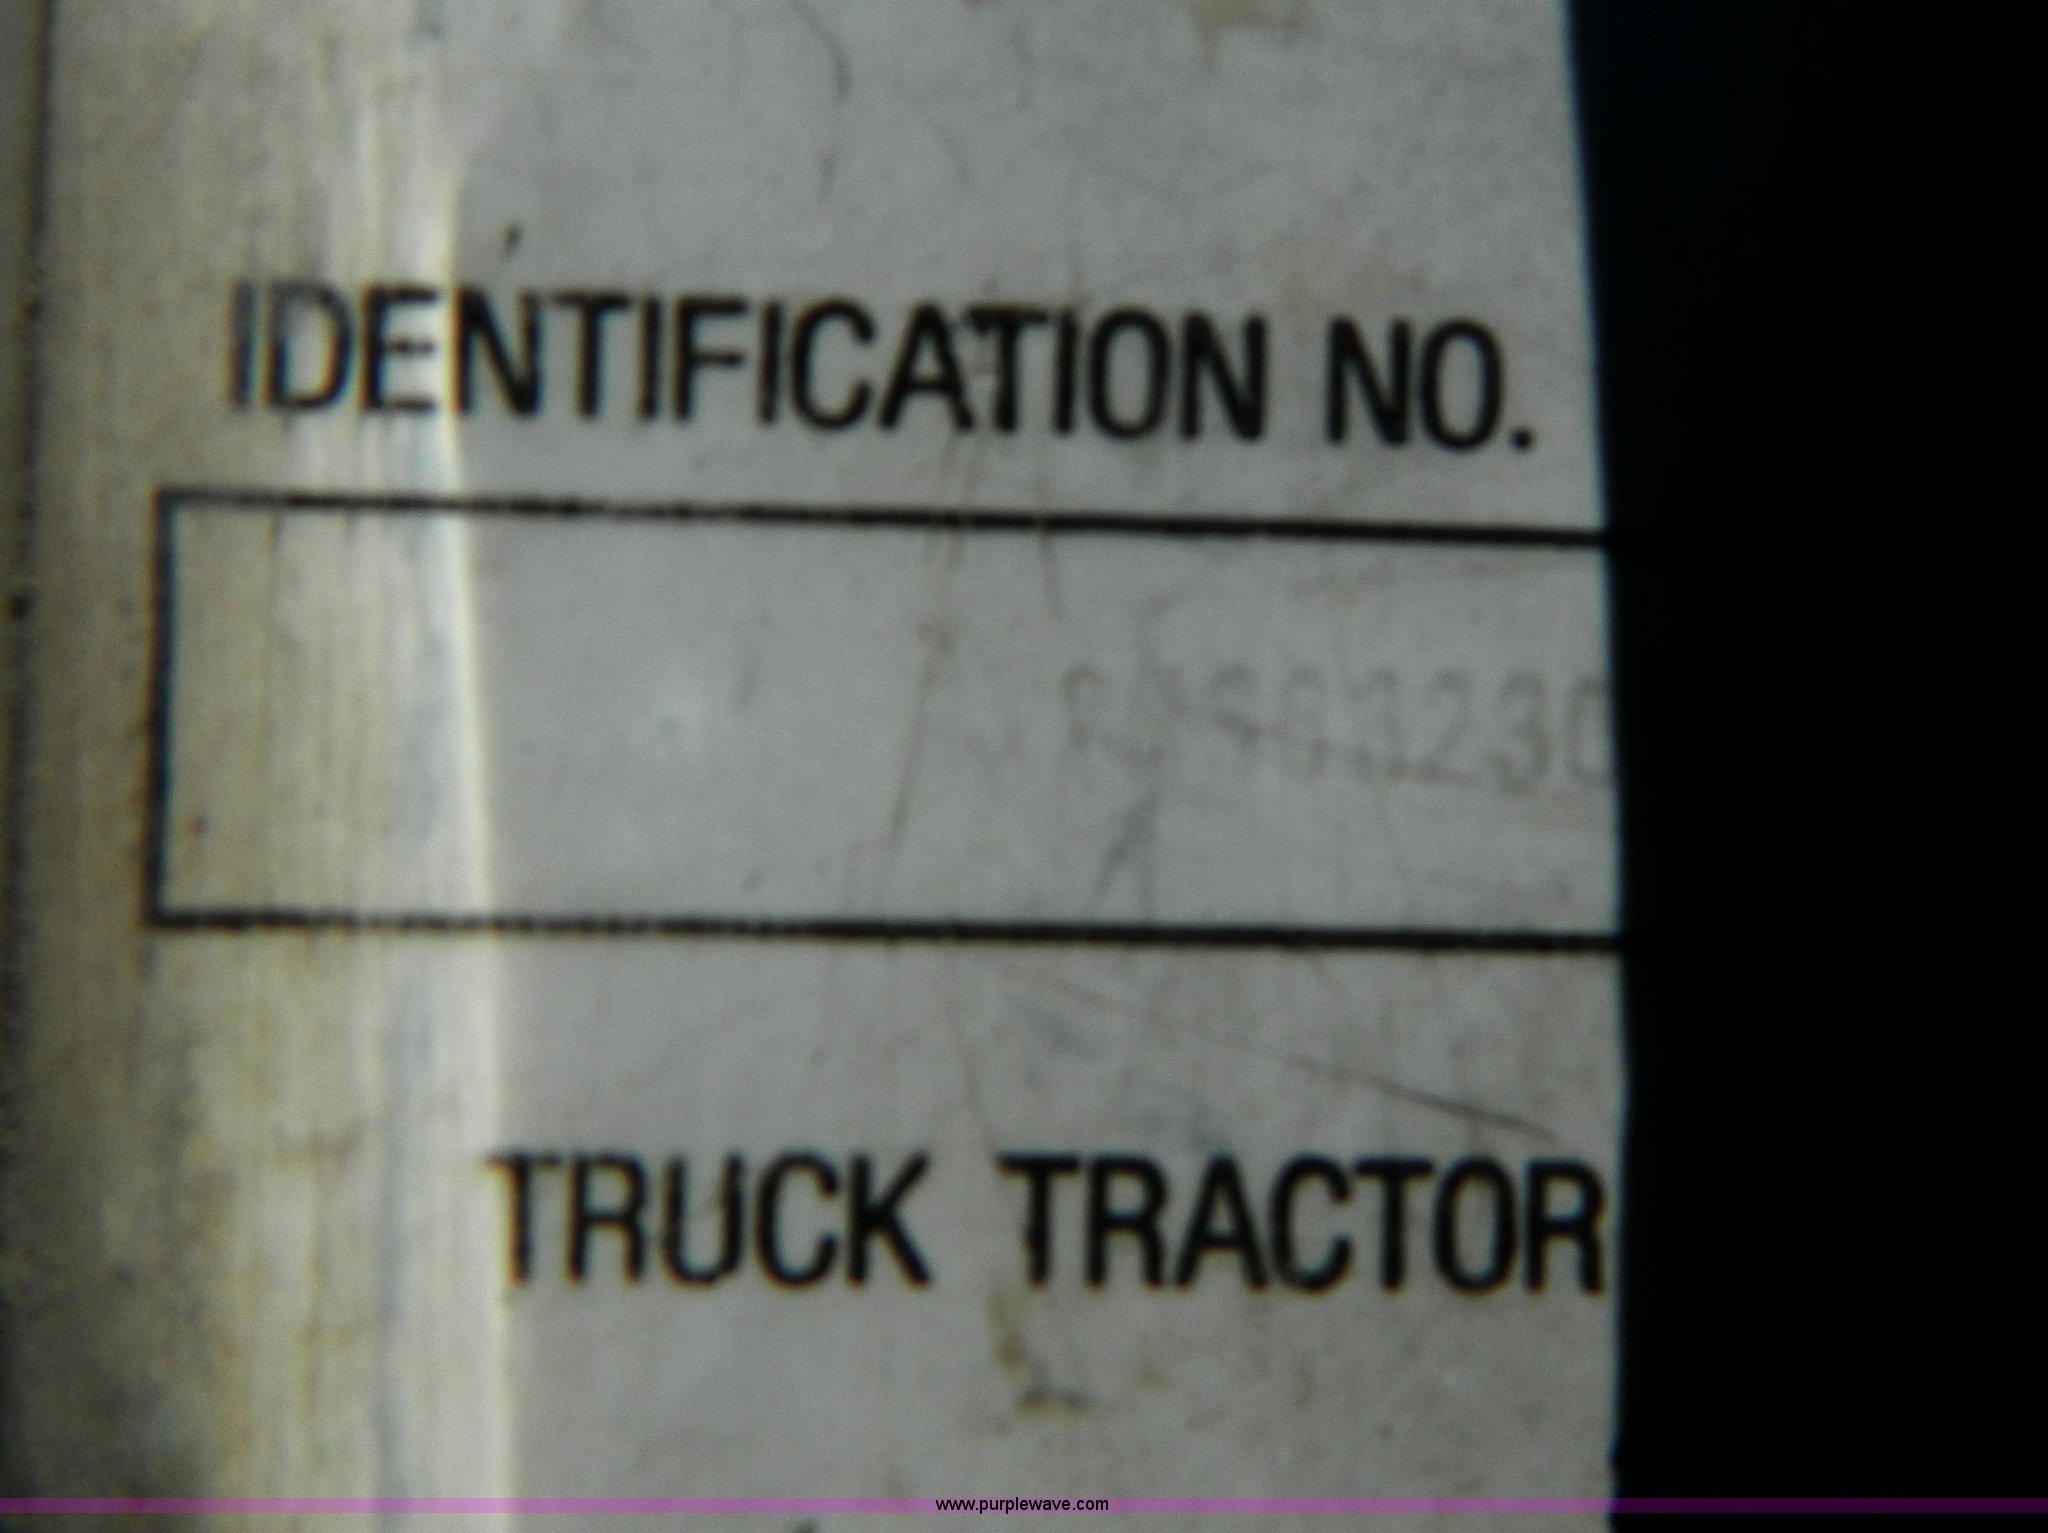 IDENTIFICATION NO.
TRUCK TRACTOR
www.purplewave.com